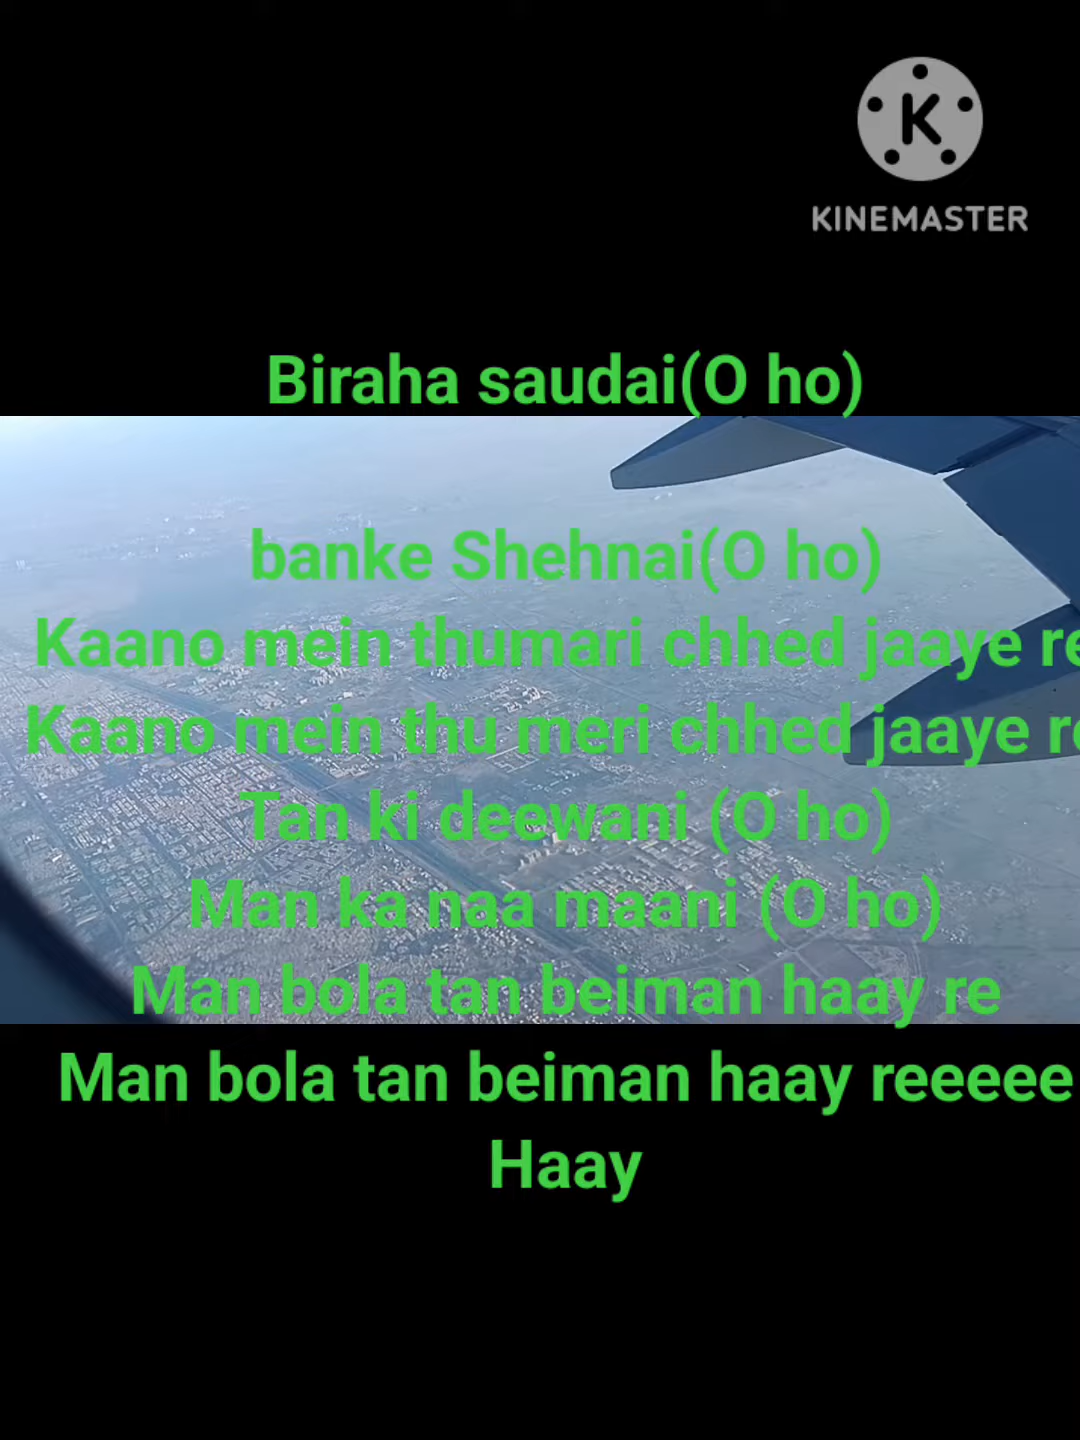 K
KINEMASTER
Biraha saudai(O ho)
banke Shehnai(O ho)
Kaano mein thumari chhed jaaye re
Kaano mein thu meri chhed jaaye re
Tan ki deewani (O ho)
Man ka naa maani (O ho)
Man bola tan beiman haay re
Man bola tan beiman haay reeeee
Haay